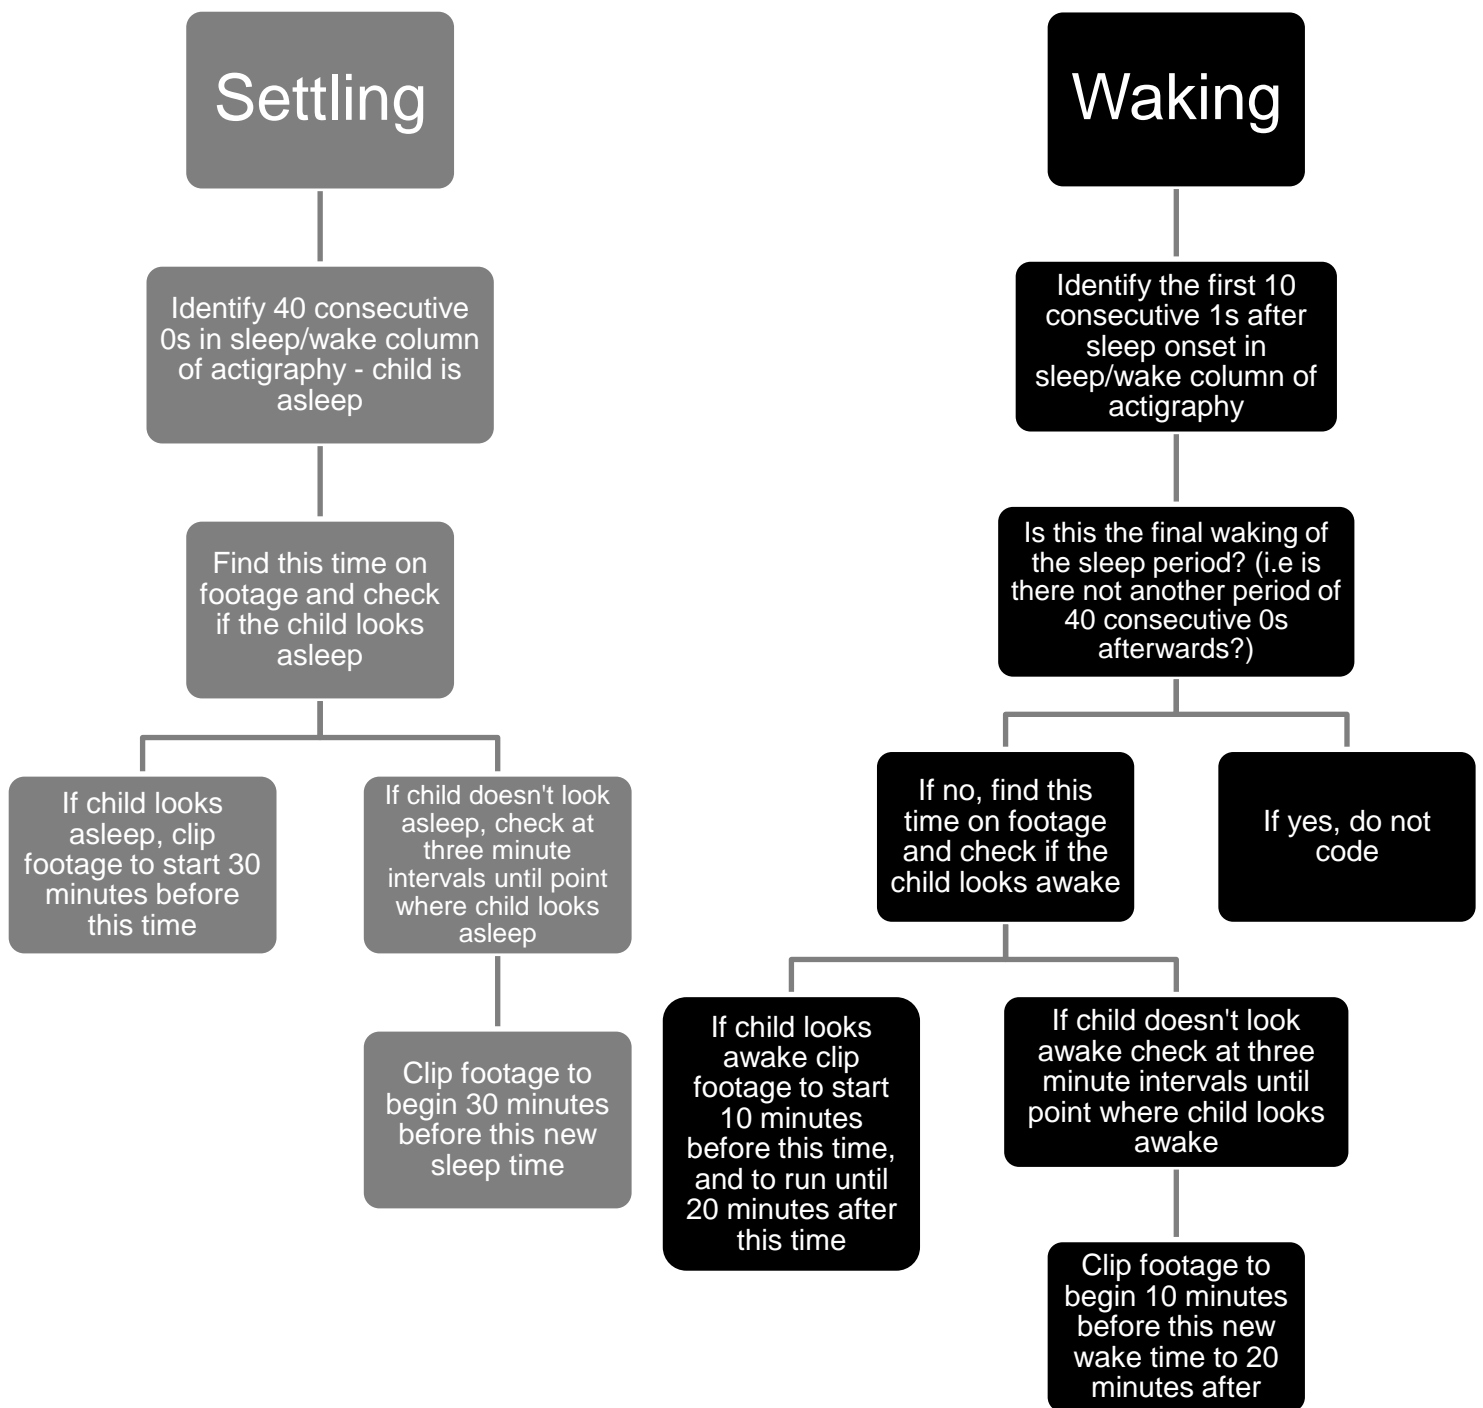 Settling
Identify 40 consecutive
0s in sleep/wake column
of actigraphy - child is
asleep
Find this time on
footage and check
if the child looks
asleep
If child looks
asleep, clip
footage to start 30
minutes before
this time
If child doesn't look
asleep, check at
three minute
intervals until point
where child looks
asleep
Clip footage to
begin 30 minutes
before this new
sleep time
Waking
Identify the first 10
consecutive 1s after
sleep onset in
sleep/wake column of
actigraphy
Is this the final waking of
the sleep period? (i.e is
there not another period of
40 consecutive 0s
afterwards?)
If no, find this
time on footage
and check if the
child looks awake
If yes, do not
code
If child looks
awake clip
footage to start
10 minutes
before this time,
and to run until
20 minutes after
this time
If child doesn't look
awake check at three
minute intervals until
point where child looks
awake
Clip footage to
begin 10 minutes
before this new
wake time to 20
minutes after